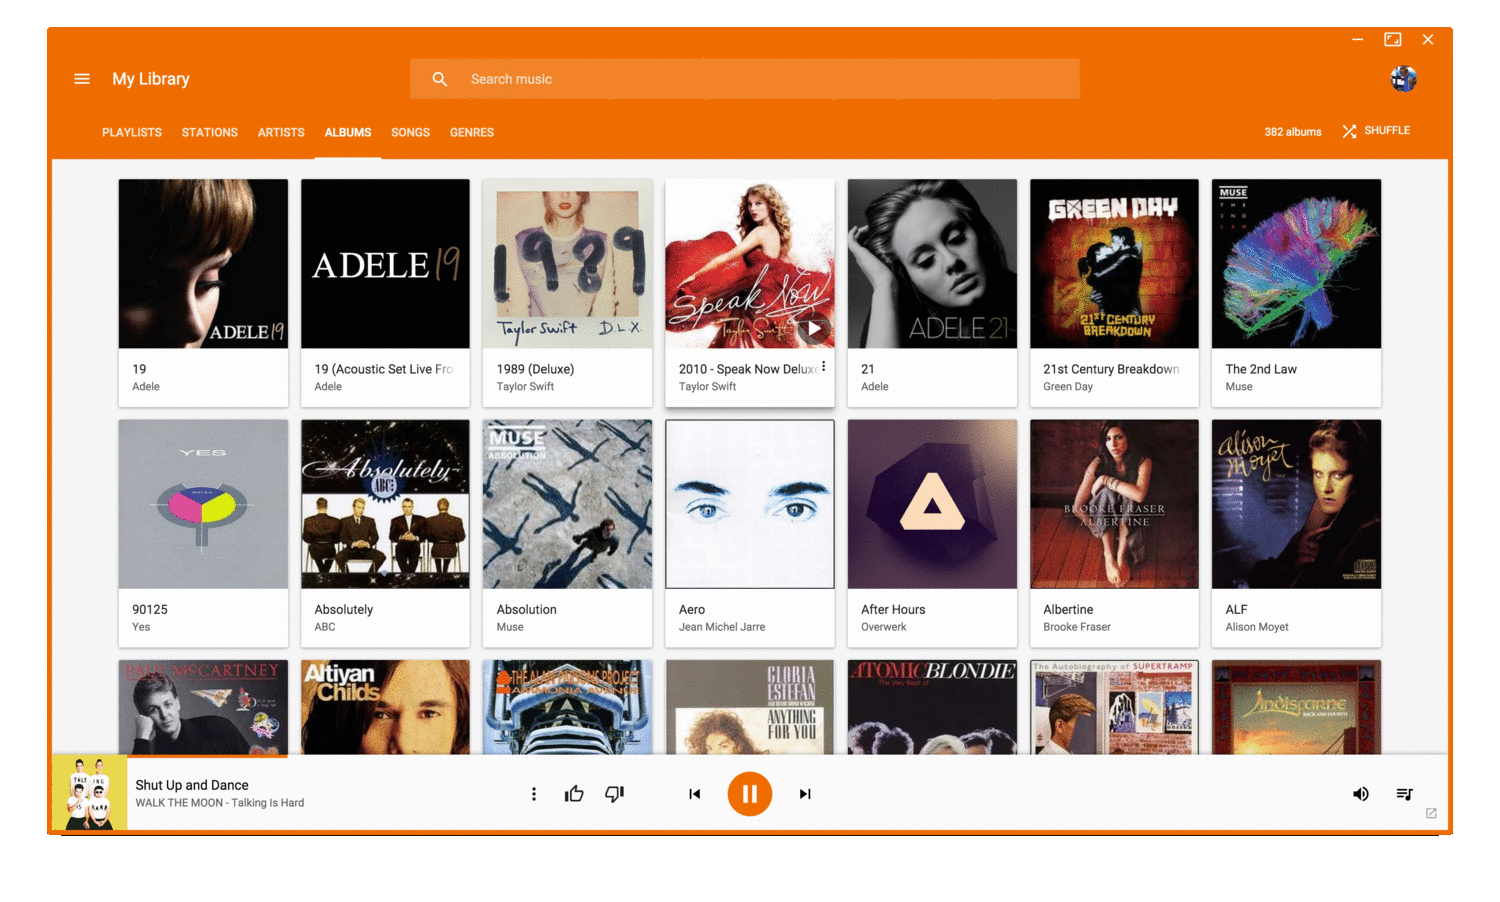 My Library
Search music
PLAYLISTS STATIONS ARTISTS ALBUMS SONGS GENRES
382 albums SHUFFLE
ADELE 19
ADELE 19
1989
Taylor Swift D.L.X.
Speak Now
Taylor Swift
ADELE 21
GREEN DAY
21ST CENTURY
BREAKDOWN
MUSE
THE
2ND
LAW
19
Adele
19 (Acoustic Set Live Fro
Adele
1989 (Deluxe)
Taylor Swift
2010 - Speak Now Deluxe
Taylor Swift
21
Adele
21st Century Breakdown
Green Day
The 2nd Law
Muse
YES
Absolutely
ABC
MUSE
ABSOLUTION
BROOKE FRASER
ALBERTINE
alison
moyet
90125
Yes
Absolutely
ABC
Absolution
Muse
Aero
Jean Michel Jarre
After Hours
Overwerk
Albertine
Brooke Fraser
ALF
Alison Moyet
PAUL McCARTNEY
Altiyan
Childs
THE ALAN PARSONS PROJECT
AMMONIA AVENUE
GLORIA
ESTEFAN
ANYTHING
FOR YOU
ATOMIC BLONDIE
The Very Best of
The Autobiography of SUPERTRAMP
Indiscrete
Shut Up and Dance
WALK THE MOON - Talking Is Hard
TALK ING
IS HARD